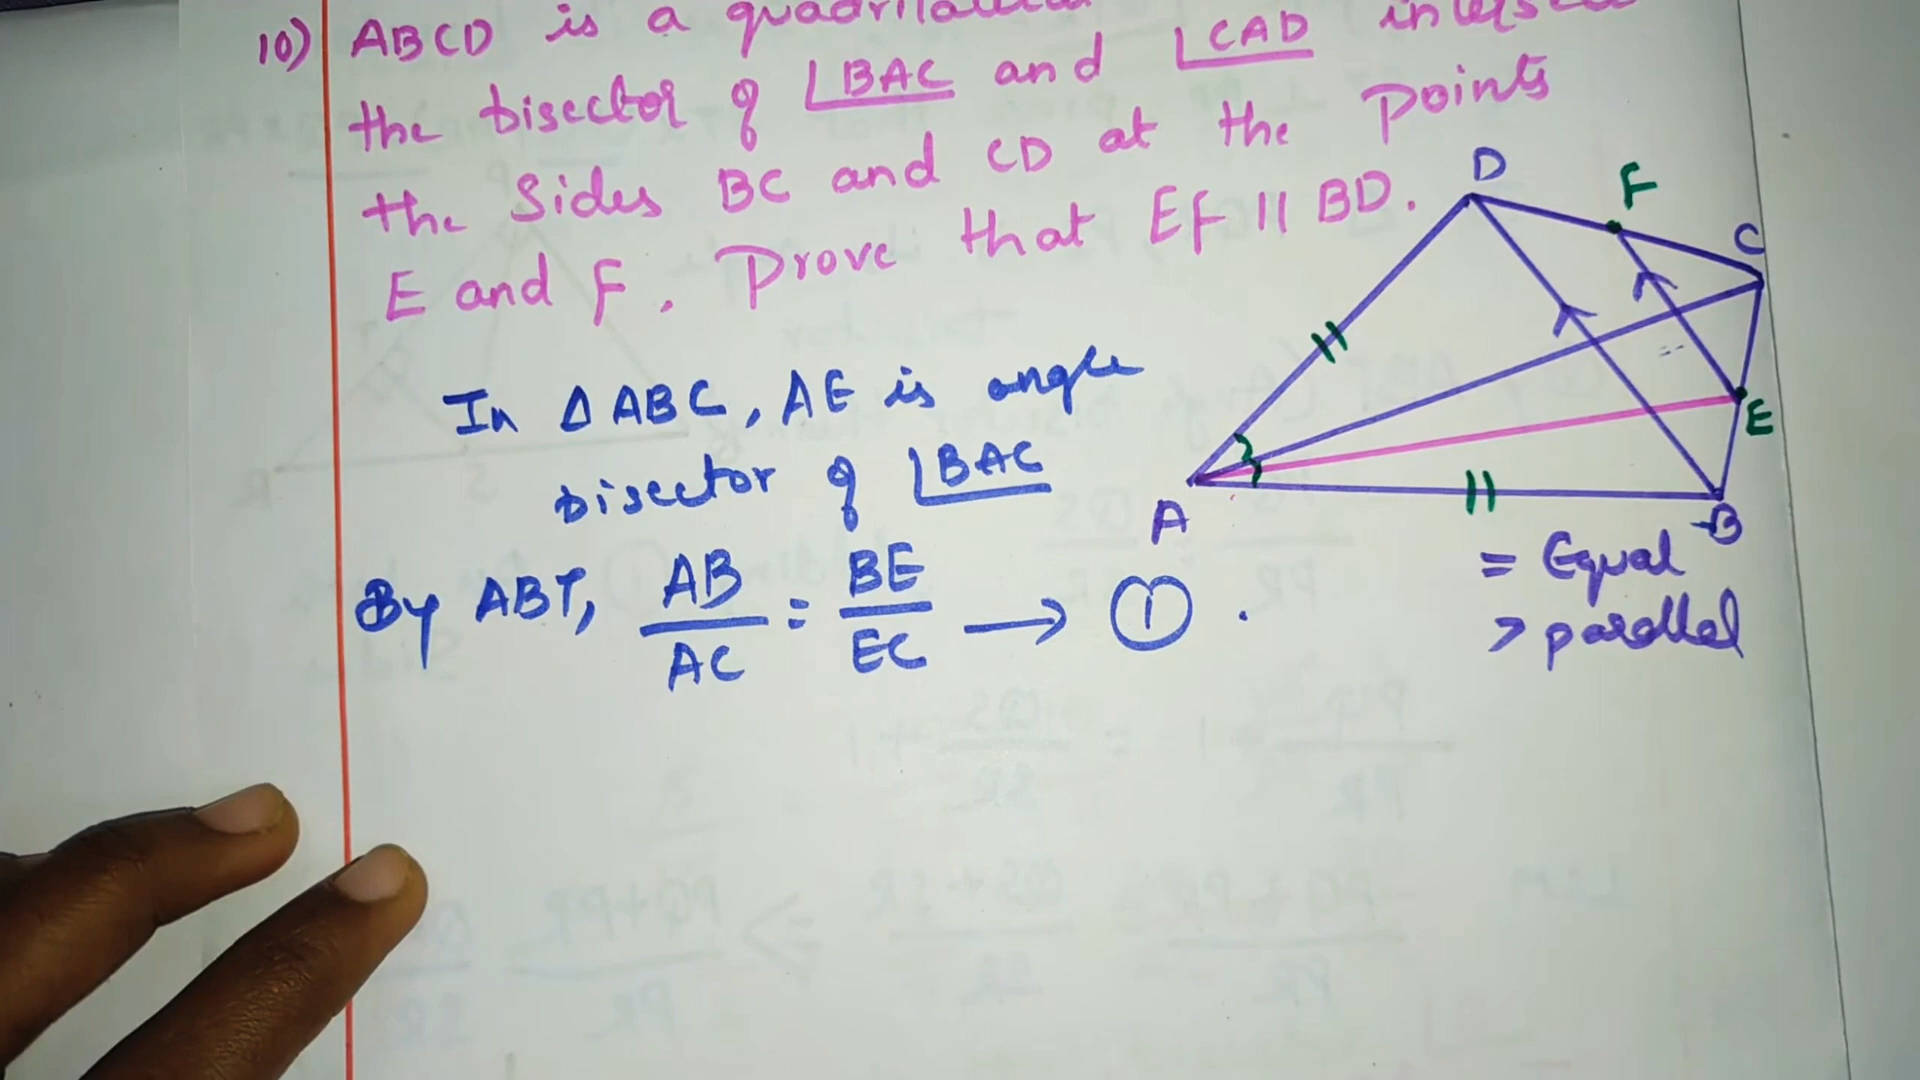 10) ABCD is a quadrilateral
the bisector of ∠BAC and ∠CAD intersect
the Sides BC and CD at the points
E and F. Prove that EF || BD.
D
F
C
E
A
B
= Equal
> parallel
In Δ ABC, AE is angle
bisector of ∠BAC
By ABT, AB/AC = BE/EC → ① .